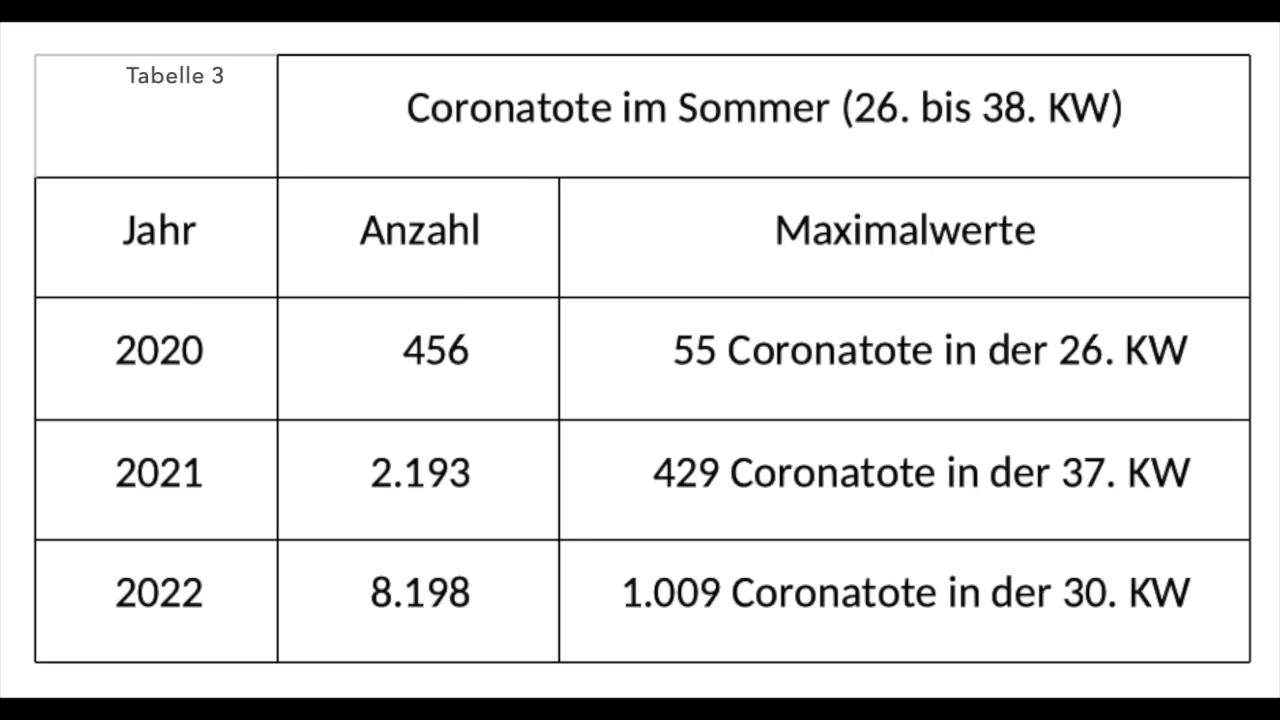 Tabelle 3
Coronatote im Sommer (26. bis 38. KW)
Jahr Anzahl Maximalwerte
2020 456 55 Coronatote in der 26. KW
2021 2.193 429 Coronatote in der 37. KW
2022 8.198 1.009 Coronatote in der 30. KW